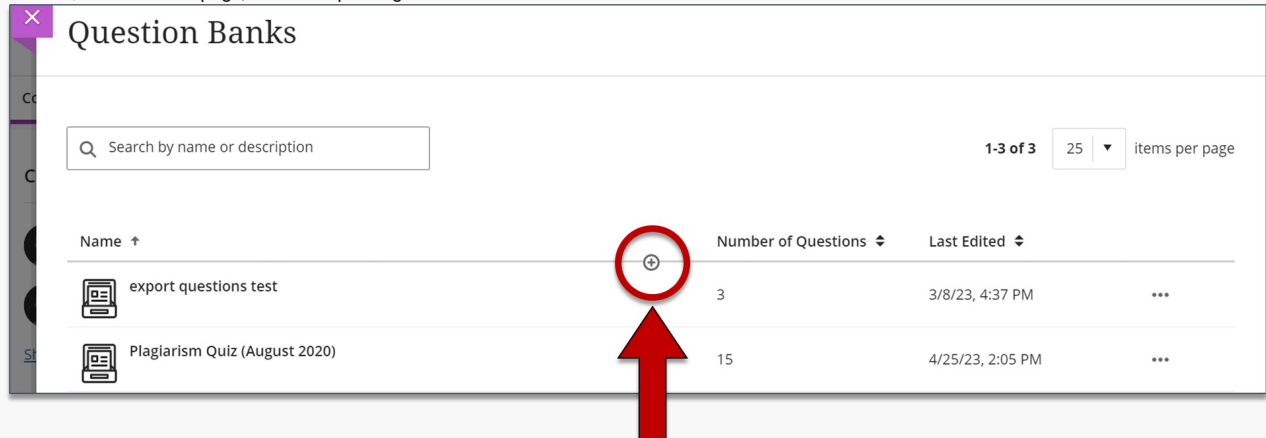 Question Banks
Search by name or description
1-3 of 3 25 items per page
Name Number of Questions Last Edited
export questions test 3 3/8/23, 4:37 PM
Plagiarism Quiz (August 2020) 15 4/25/23, 2:05 PM